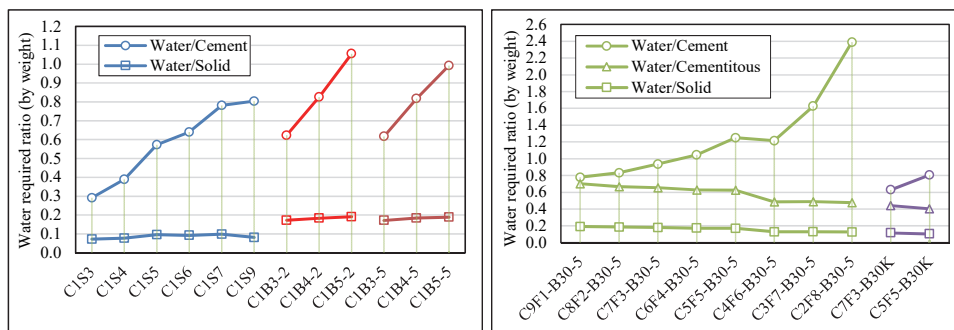 Water required ratio (by weight)
1.2
1.1
1.0
0.9
0.8
0.7
0.6
0.5
0.4
0.3
0.2
0.1
0.0
Water/Cement
Water/Solid
C1S3
C1S4
C1S5
C1S6
C1S7
C1S9
C1B3-2
C1B4-2
C1B5-2
C1B3-5
C1B4-5
C1B5-5
Water required ratio (by weight)
2.6
2.4
2.2
2.0
1.8
1.6
1.4
1.2
1.0
0.8
0.6
0.4
0.2
0.0
Water/Cement
Water/Cementitous
Water/Solid
C9F1-B30-5
C8F2-B30-5
C7F3-B30-5
C6F4-B30-5
C5F5-B30-5
C4F6-B30-5
C3F7-B30-5
C2F8-B30-5
C7F3-B30K
C5F5-B30K